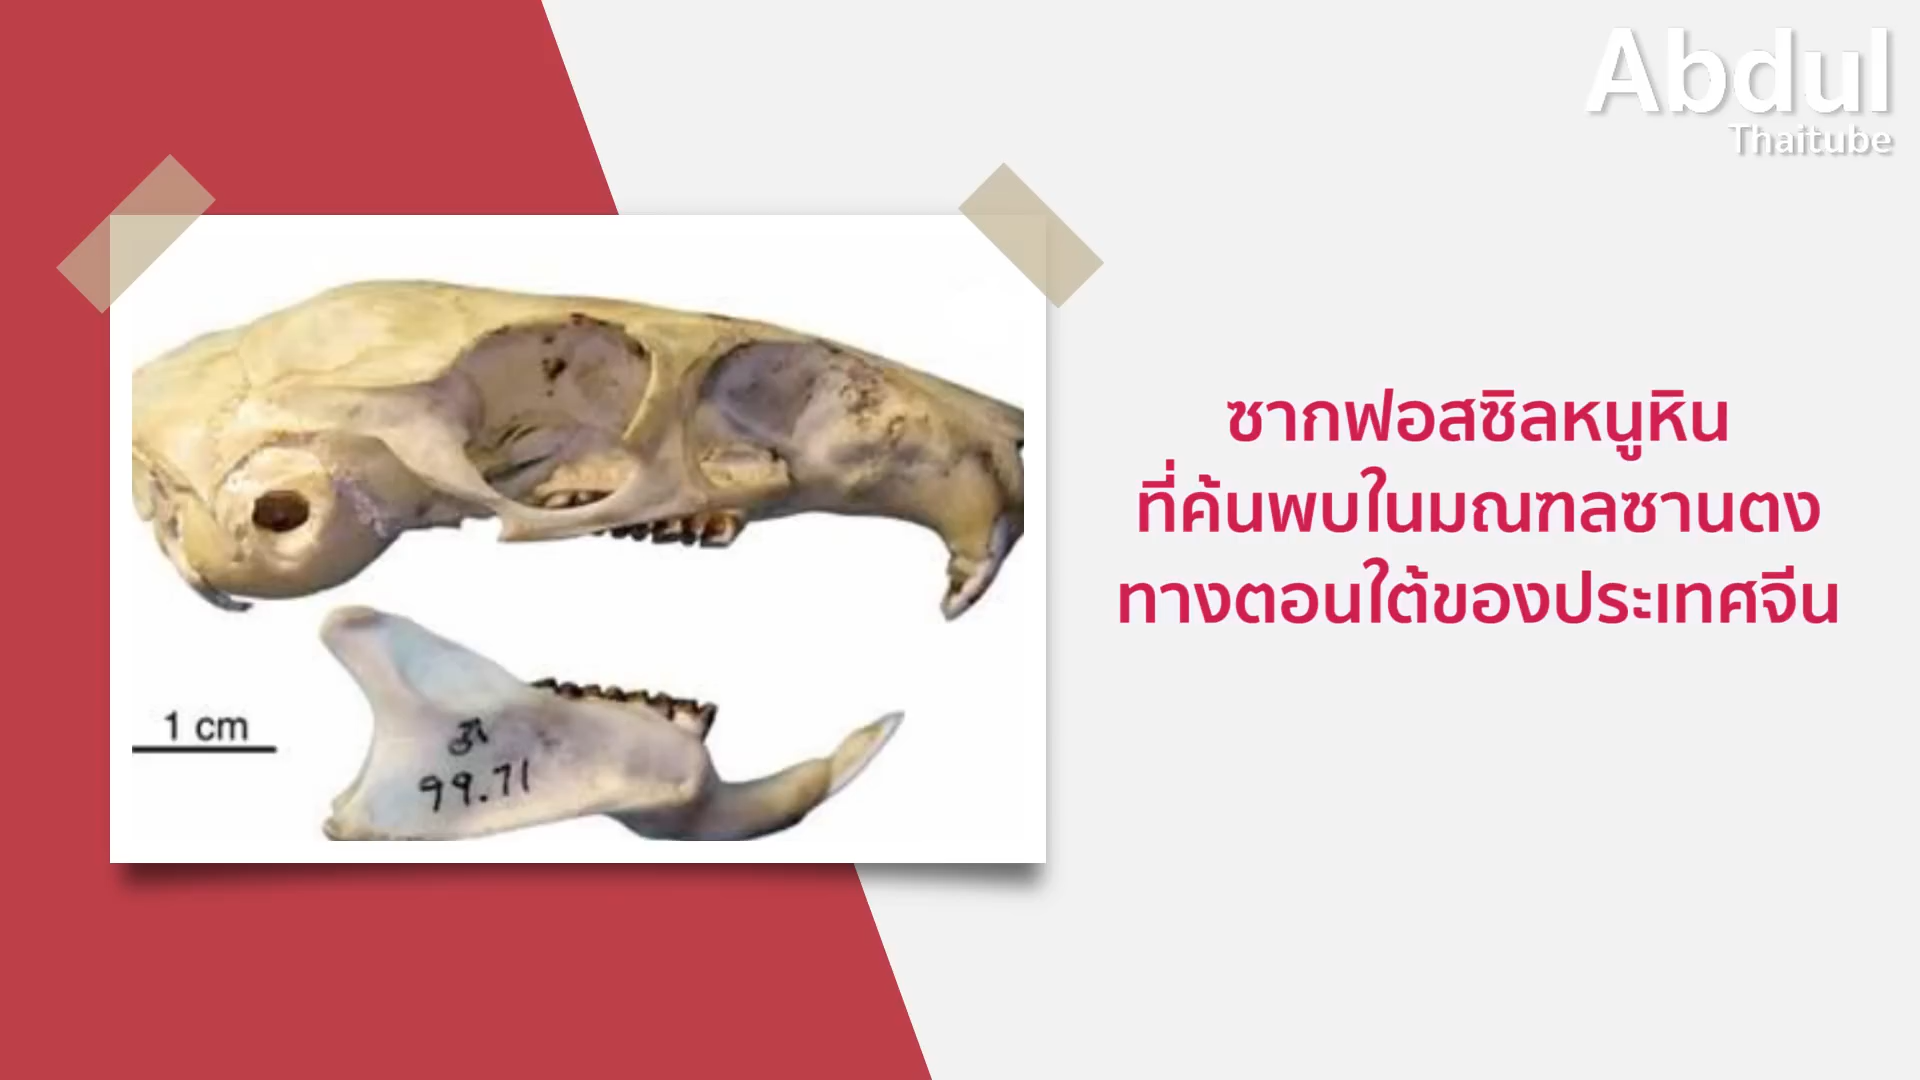 Abdul
Thaitube
ซากฟอสซิลหนูหิน
ที่ค้นพบในมณฑลซานตง
ทางตอนใต้ของประเทศจีน
1 cm
99.71